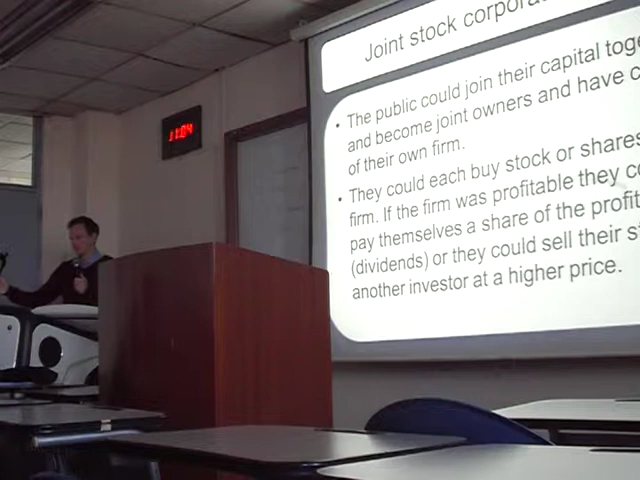 Joint stock corpora
• The public could join their capital toge
and become joint owners and have c
of their own firm.
• They could each buy stock or shares
firm. If the firm was profitable they co
pay themselves a share of the profit
(dividends) or they could sell their s
another investor at a higher price.
11:04